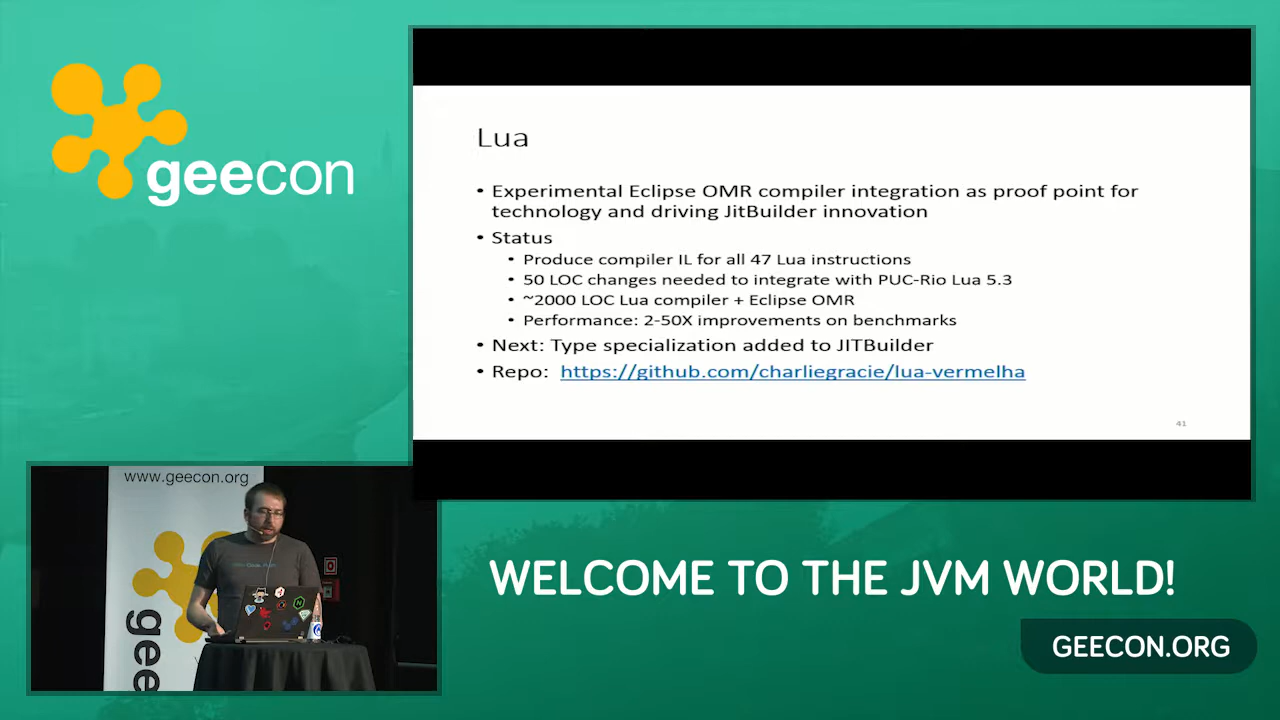 geecon
Lua
• Experimental Eclipse OMR compiler integration as proof point for
technology and driving JitBuilder innovation
• Status
• Produce compiler IL for all 47 Lua instructions
• 50 LOC changes needed to integrate with PUC-Rio Lua 5.3
• ~2000 LOC Lua compiler + Eclipse OMR
• Performance: 2-50X improvements on benchmarks
• Next: Type specialization added to JITBuilder
• Repo: https://github.com/charliegracie/lua-vermelha
41
www.geecon.org
gee
WELCOME TO THE JVM WORLD!
GEECON.ORG